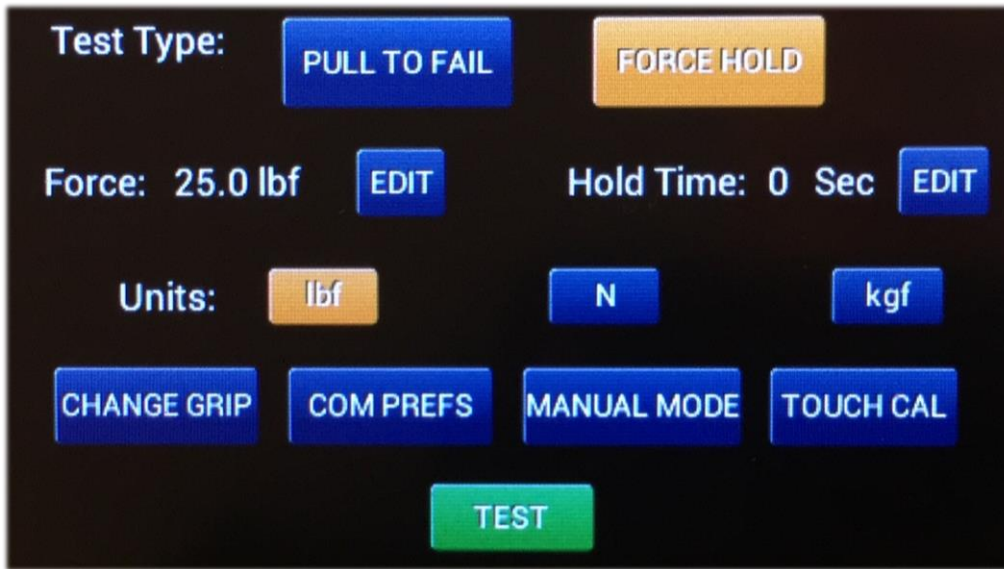 Test Type: PULL TO FAIL FORCE HOLD
Force: 25.0 lbf EDIT Hold Time: 0 Sec EDIT
Units: lbf N kgf
CHANGE GRIP COM PREFS MANUAL MODE TOUCH CAL
TEST